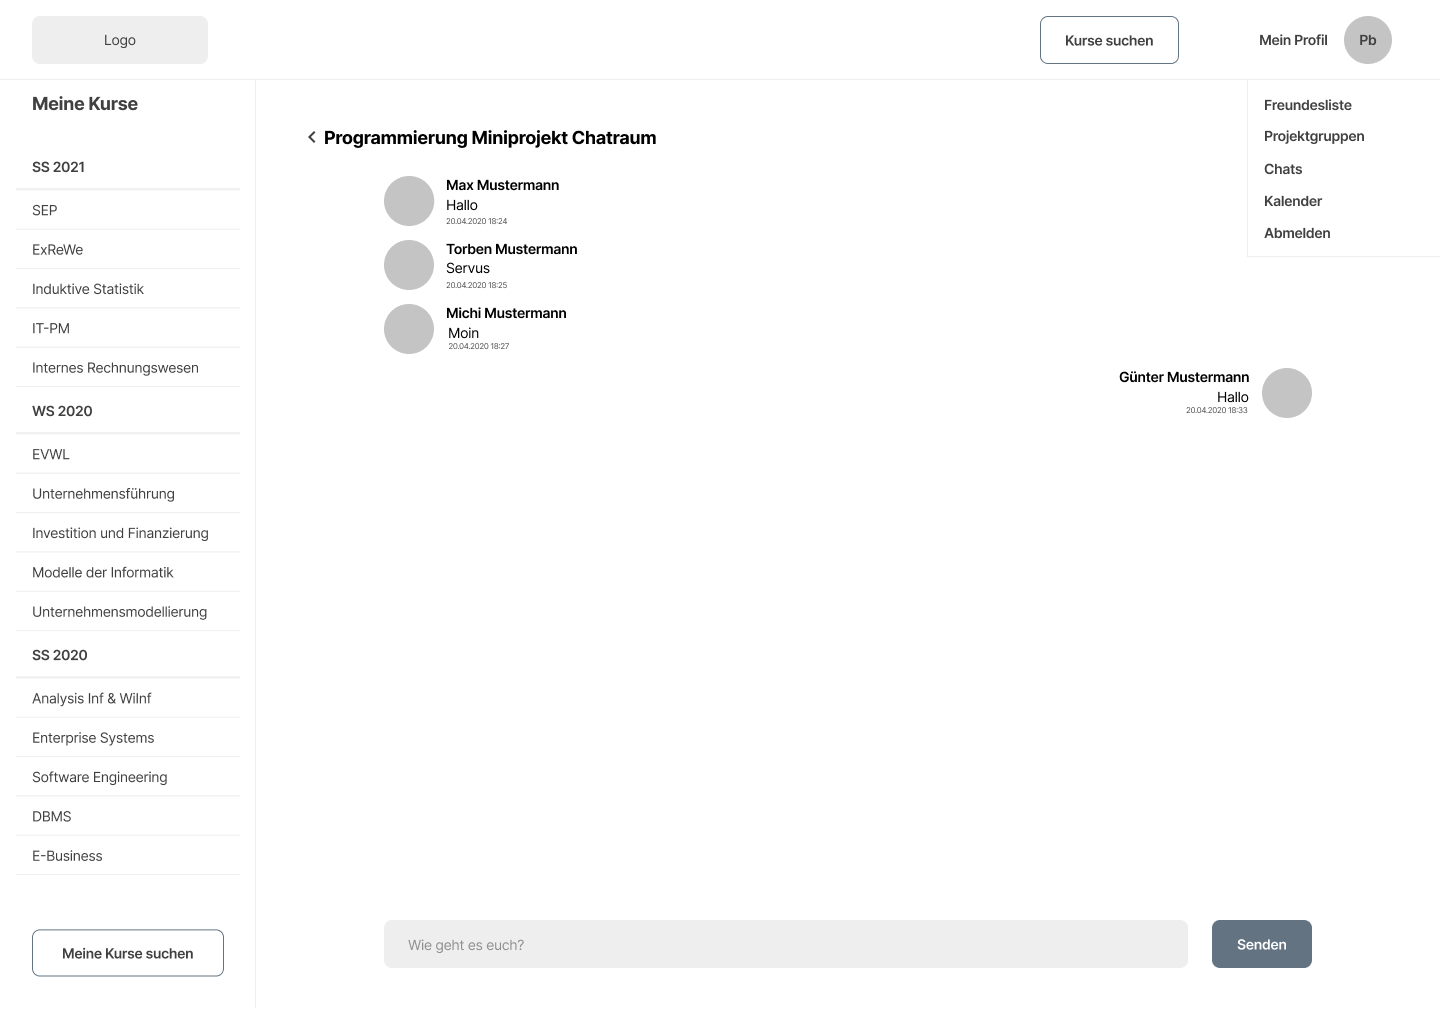 Logo
Kurse suchen
Mein Profil
Pb
Meine Kurse
SS 2021
SEP
ExReWe
Induktive Statistik
IT-PM
Internes Rechnungswesen
WS 2020
EVWL
Unternehmensführung
Investition und Finanzierung
Modelle der Informatik
Unternehmensmodellierung
SS 2020
Analysis Inf & WiInf
Enterprise Systems
Software Engineering
DBMS
E-Business
Meine Kurse suchen
Programmierung Miniprojekt Chatraum
Max Mustermann
Hallo
20.04.2020 18:24
Torben Mustermann
Servus
20.04.2020 18:25
Michi Mustermann
Moin
20.04.2020 18:27
Günter Mustermann
Hallo
20.04.2020 18:33
Wie geht es euch?
Senden
Freundesliste
Projektgruppen
Chats
Kalender
Abmelden